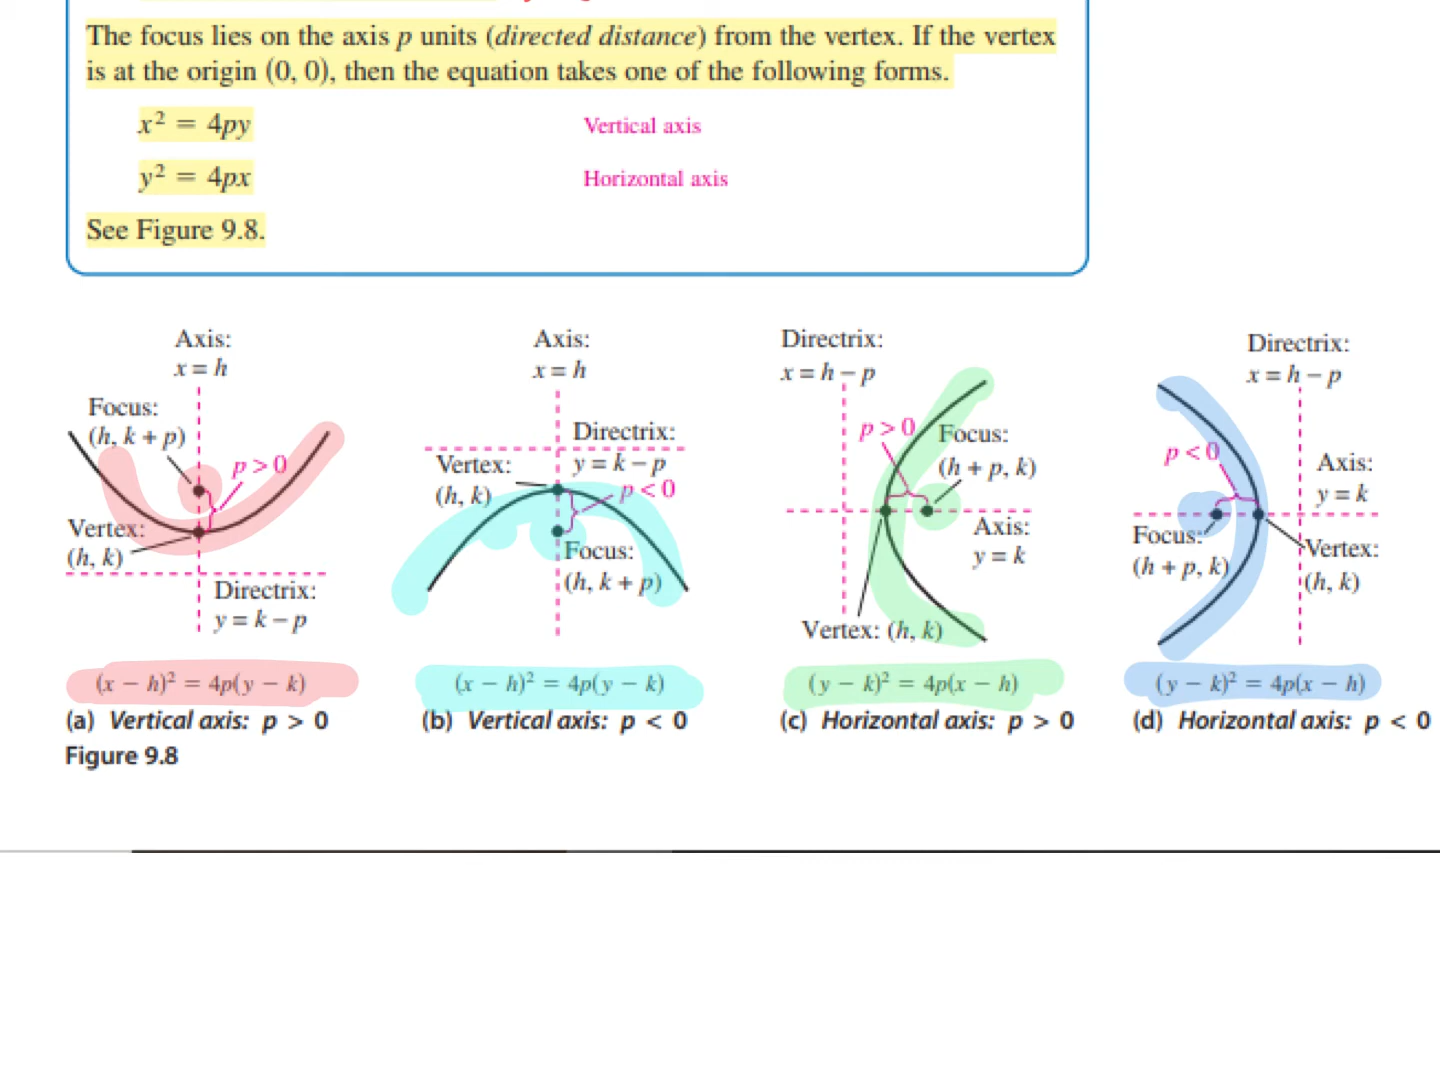 The focus lies on the axis p units (directed distance) from the vertex. If the vertex
is at the origin (0, 0), then the equation takes one of the following forms.
x² = 4py Vertical axis
y² = 4px Horizontal axis
See Figure 9.8.
Axis:
x = h
Focus:
(h, k + p)
p > 0
Vertex:
(h, k)
Directrix:
y = k – p
(x − h)² = 4p(y − k)
(a) Vertical axis: p > 0
Axis:
x = h
Directrix:
y = k – p
Vertex:
(h, k)
p < 0
Focus:
(h, k + p)
(x − h)² = 4p(y − k)
(b) Vertical axis: p < 0
Directrix:
x = h – p
p > 0
Focus:
(h + p, k)
Axis:
y = k
Vertex: (h, k)
(y − k)² = 4p(x − h)
(c) Horizontal axis: p > 0
Directrix:
x = h – p
p < 0
Axis:
y = k
Focus:
(h + p, k)
Vertex:
(h, k)
(y − k)² = 4p(x − h)
(d) Horizontal axis: p < 0
Figure 9.8